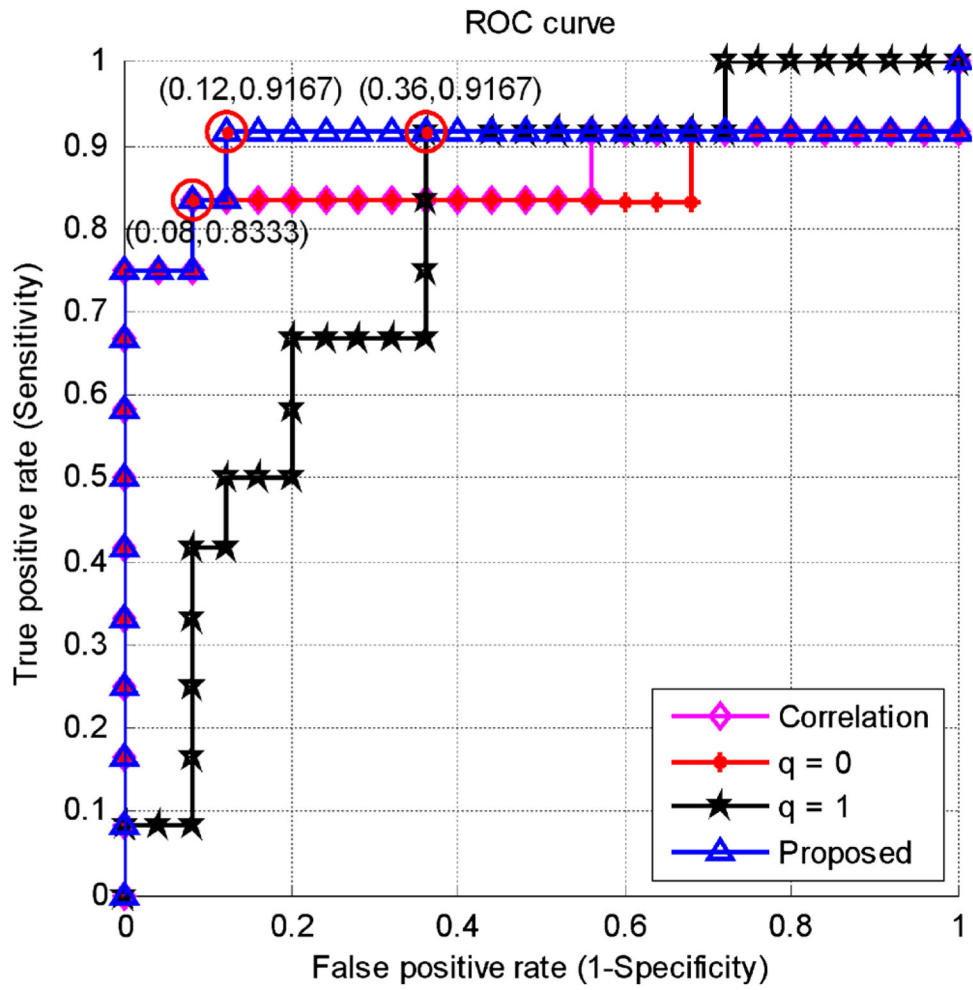 ROC curve
1
(0.12,0.9167) (0.36,0.9167)
0.9
0.8
(0.08,0.8333)
0.7
0.6
0.5
0.4
0.3
0.2
0.1
0
True positive rate (Sensitivity)
Correlation
q = 0
q = 1
Proposed
0 0.2 0.4 0.6 0.8 1
False positive rate (1-Specificity)